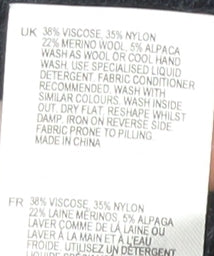 UK 38% VISCOSE, 35% NYLON
22% MERINO WOOL, 5% ALPACA
WASH AS WOOL OR COOL HAND
WASH. USE SPECIALISED LIQUID
DETERGENT. FABRIC CONDITIONER
RECOMMENDED. WASH WITH
SIMILAR COLOURS. WASH INSIDE
OUT. DRY FLAT. RESHAPE WHILST
DAMP. IRON ON REVERSE SIDE.
FABRIC PRONE TO PILLING
MADE IN CHINA
FR 38% VISCOSE, 35% NYLON
22% LAINE MÉRINOS, 5% ALPAGA
LAVER COMME DE LA LAINE OU
LAVER À LA MAIN ET À L'EAU
FROIDE. UTILISEZ UN DÉTERGENT